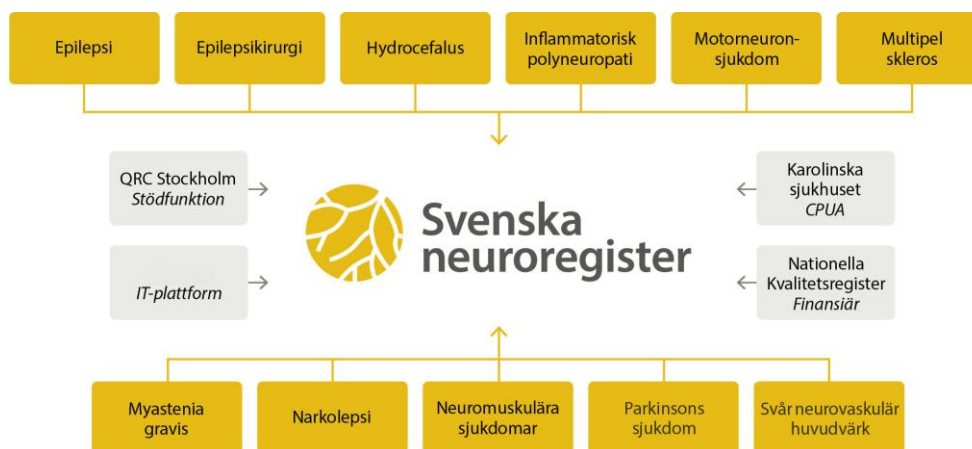 Epilepsi
Epilepsikirurgi
Hydrocefalus
Inflammatorisk
polyneuropati
Motorneuron-
sjukdom
Multipel
skleros
QRC Stockholm
Stödfunktion
IT-plattform
Svenska
neuroregister
Karolinska
sjukhuset
CPUA
Nationella
Kvalitetsregister
Finansiär
Myastenia
gravis
Narkolepsi
Neuromuskulära
sjukdomar
Parkinsons
sjukdom
Svår neurovaskulär
huvudvärk